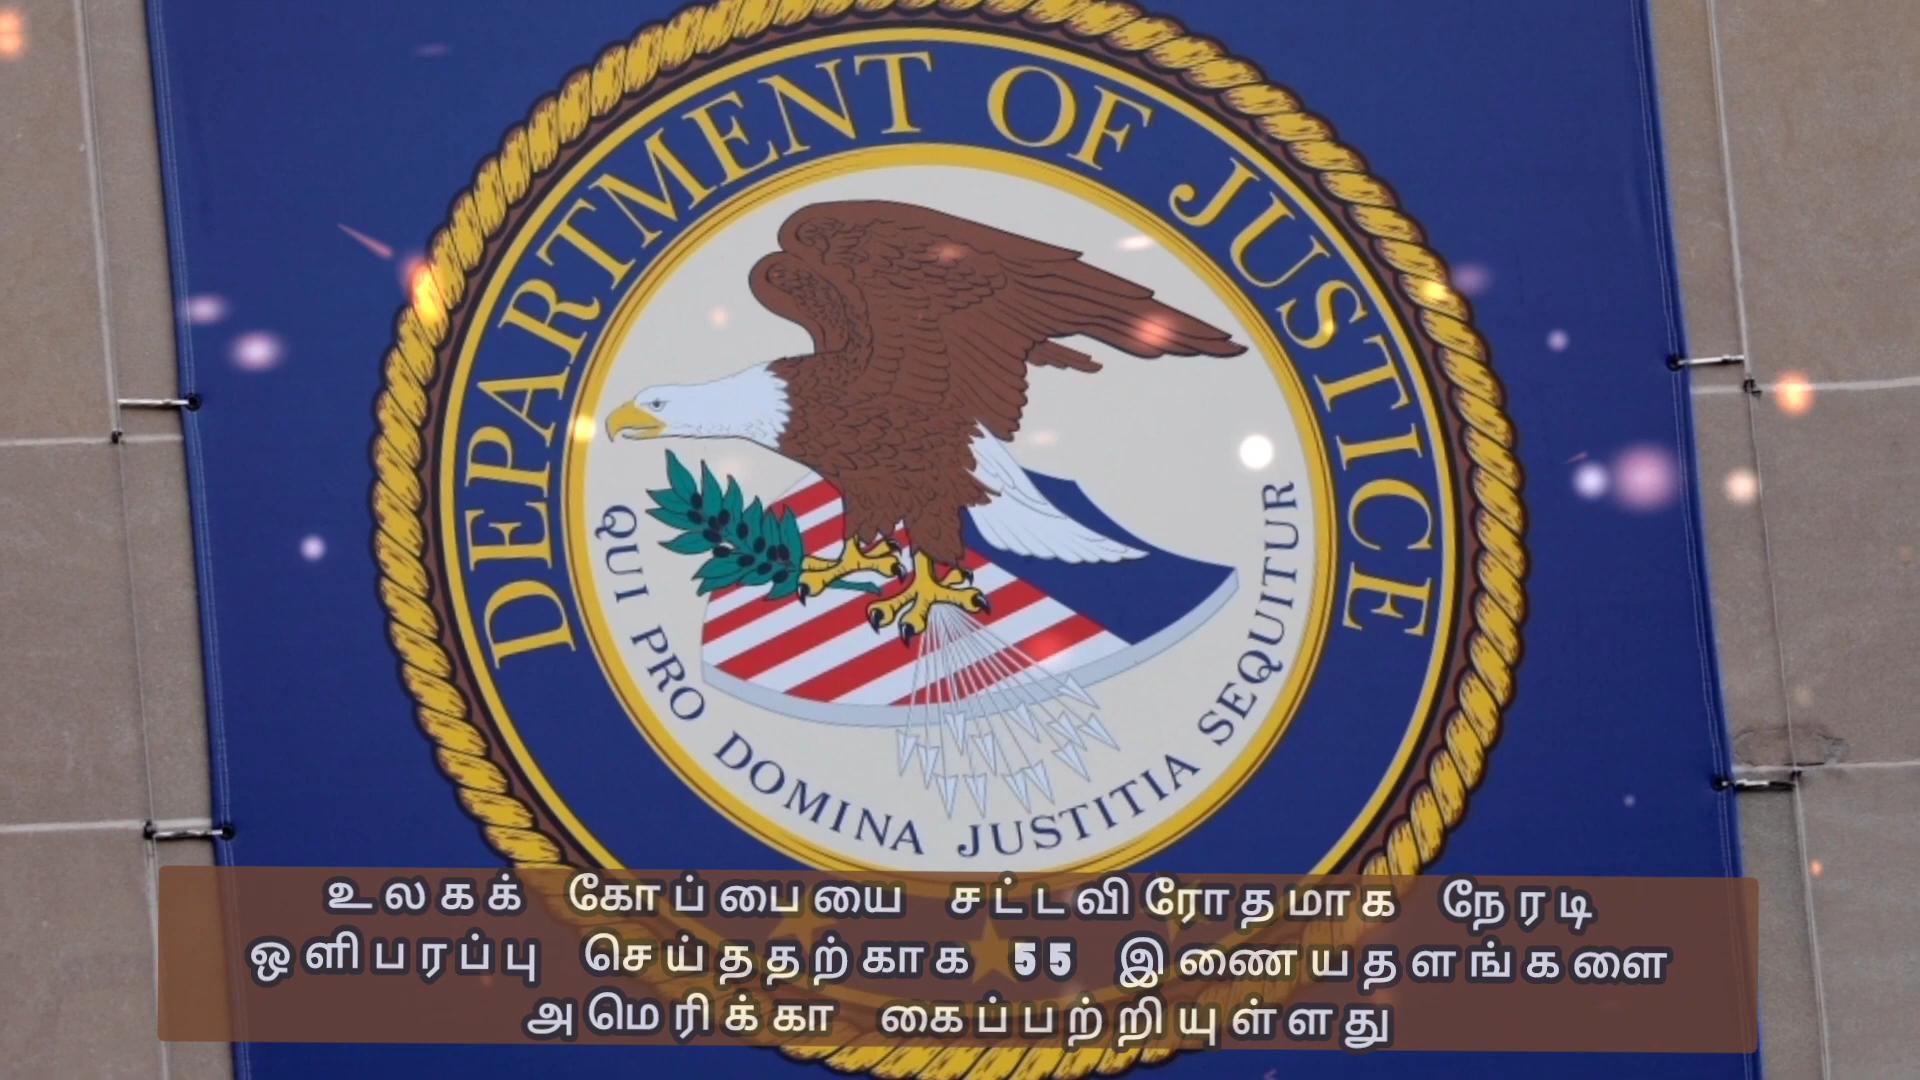 DEPARTMENT OF JUSTICE
QUI PRO DOMINA JUSTITIA SEQUITUR
உலகக் கோப்பையை சட்டவிரோதமாக நேரடி
ஒளிபரப்பு செய்ததற்காக 55 இணையதளங்களை
அமெரிக்கா கைப்பற்றியுள்ளது